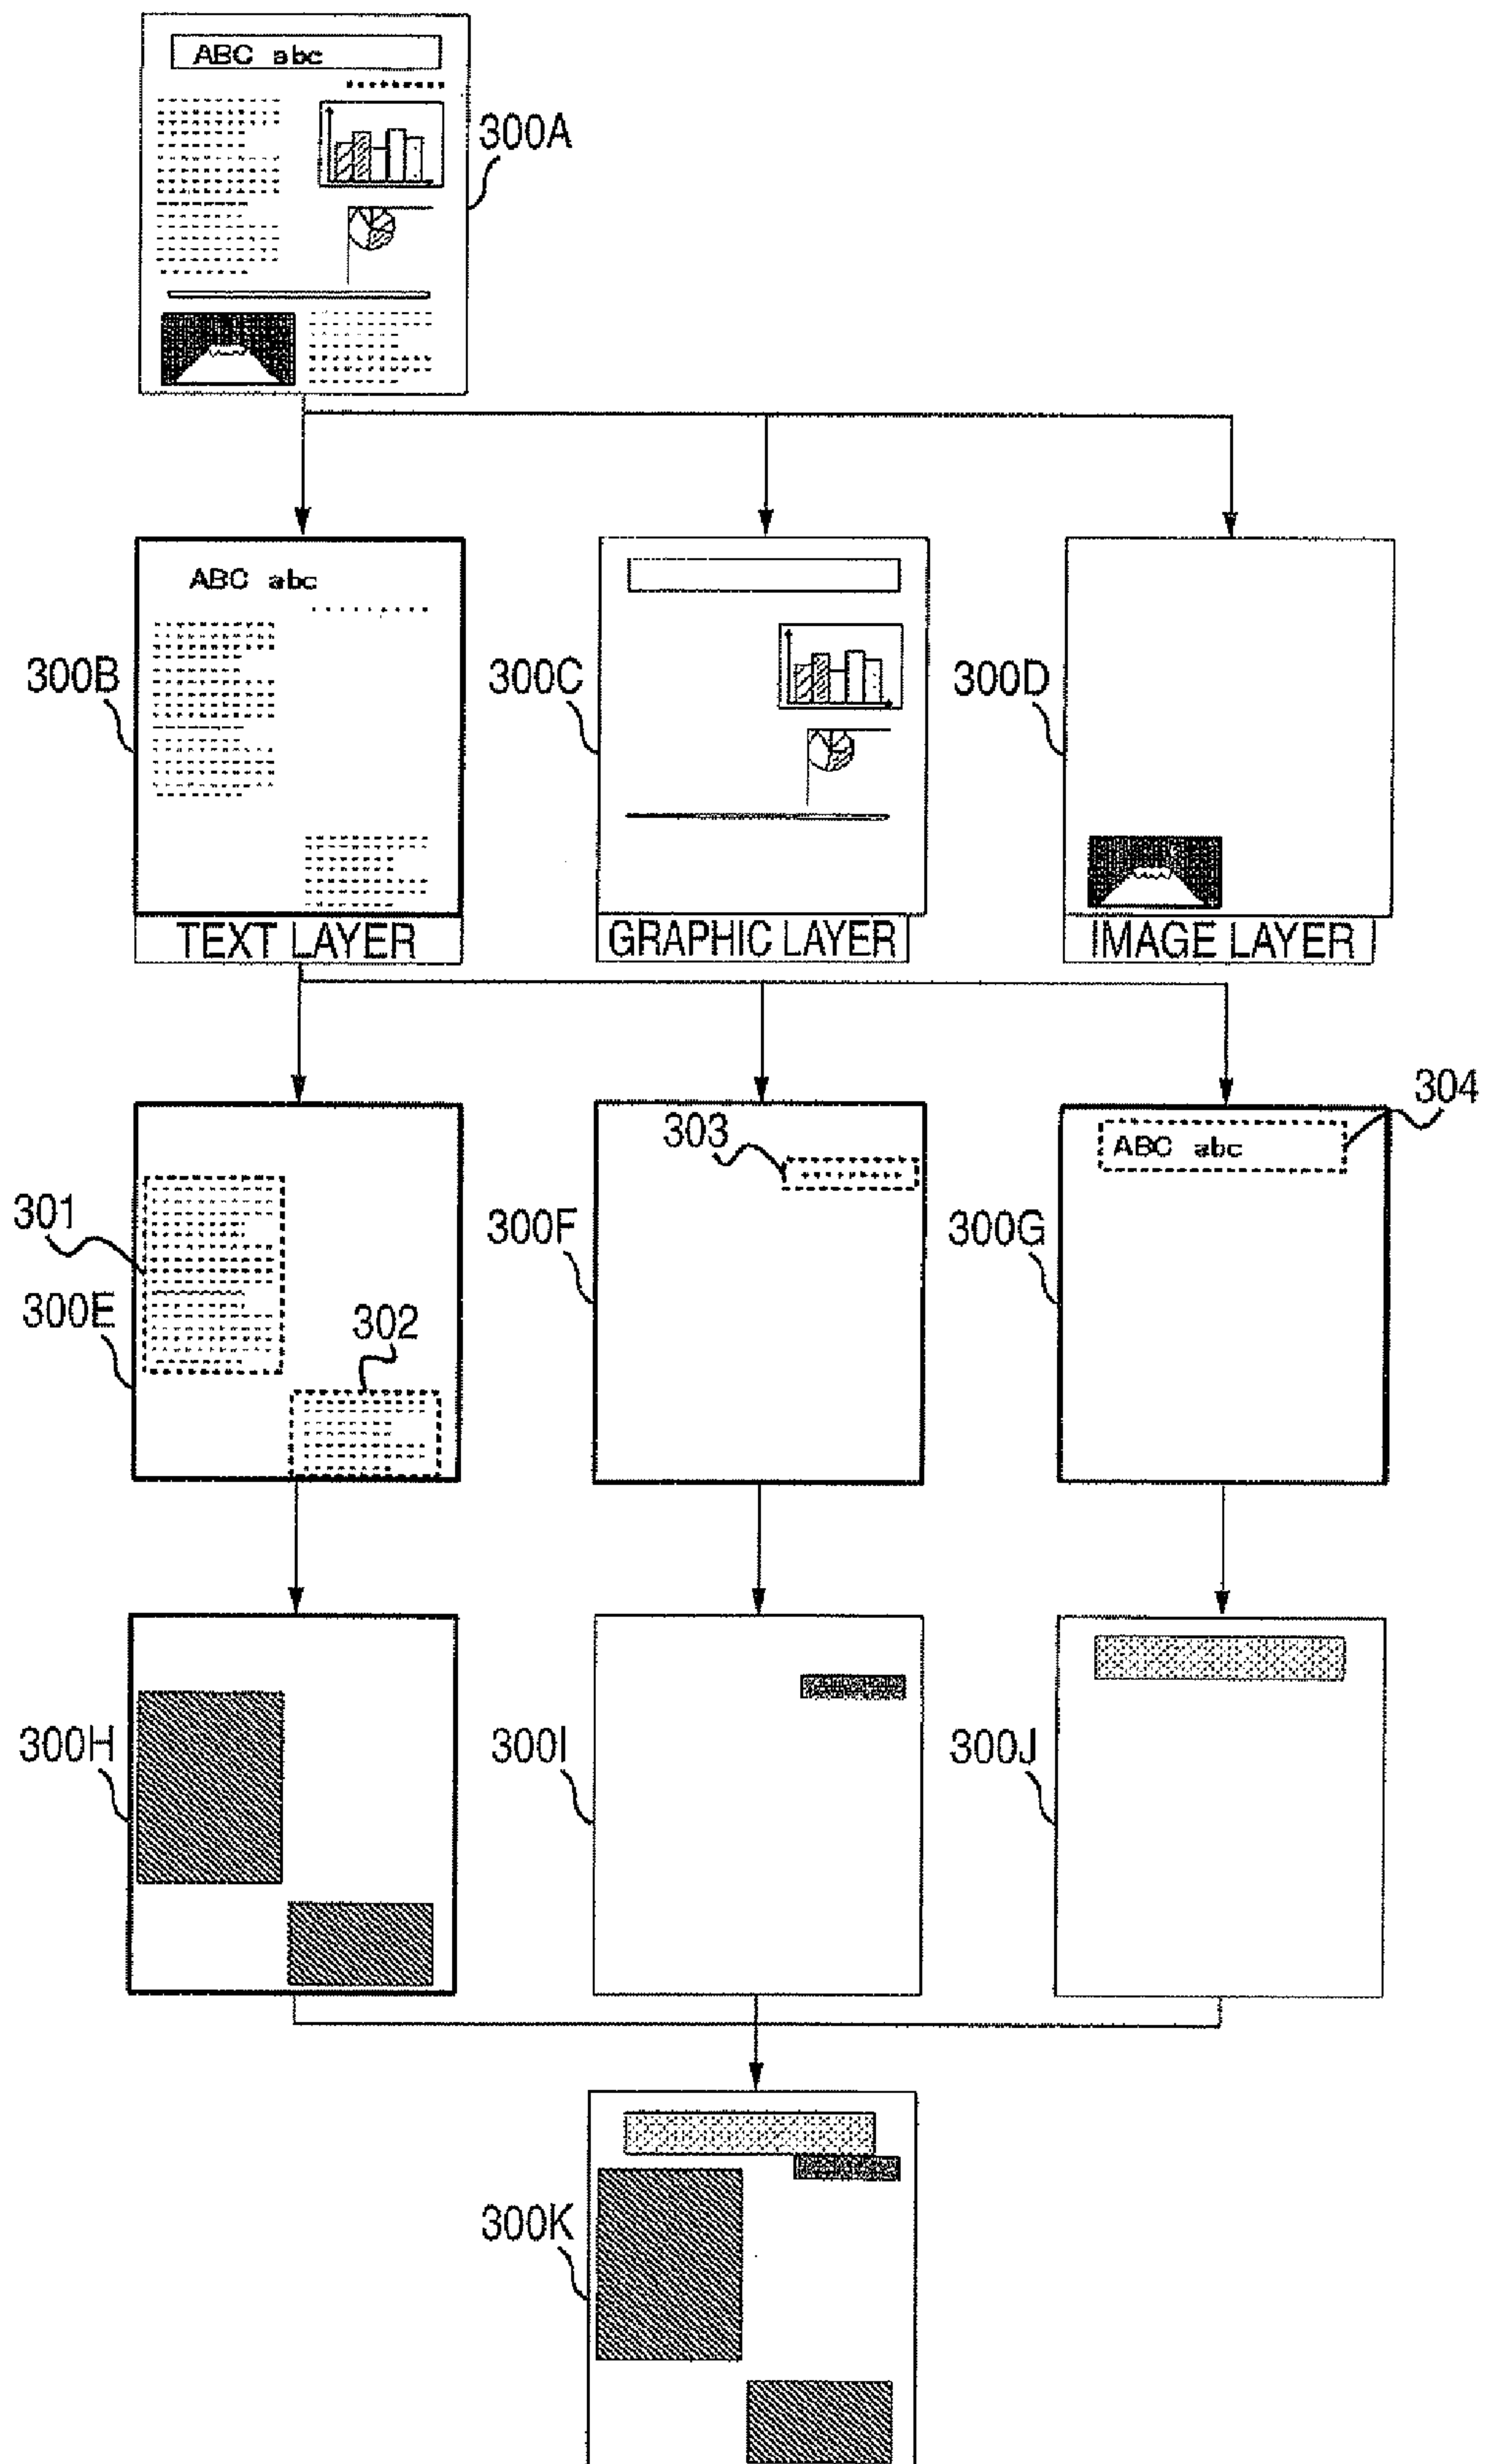 ABC abc
300A
ABC abc
300B
300C
300D
TEXT LAYER
GRAPHIC LAYER
IMAGE LAYER
304
303
ABC abc
301
300F
300G
300E
302
300H
300I
300J
300K